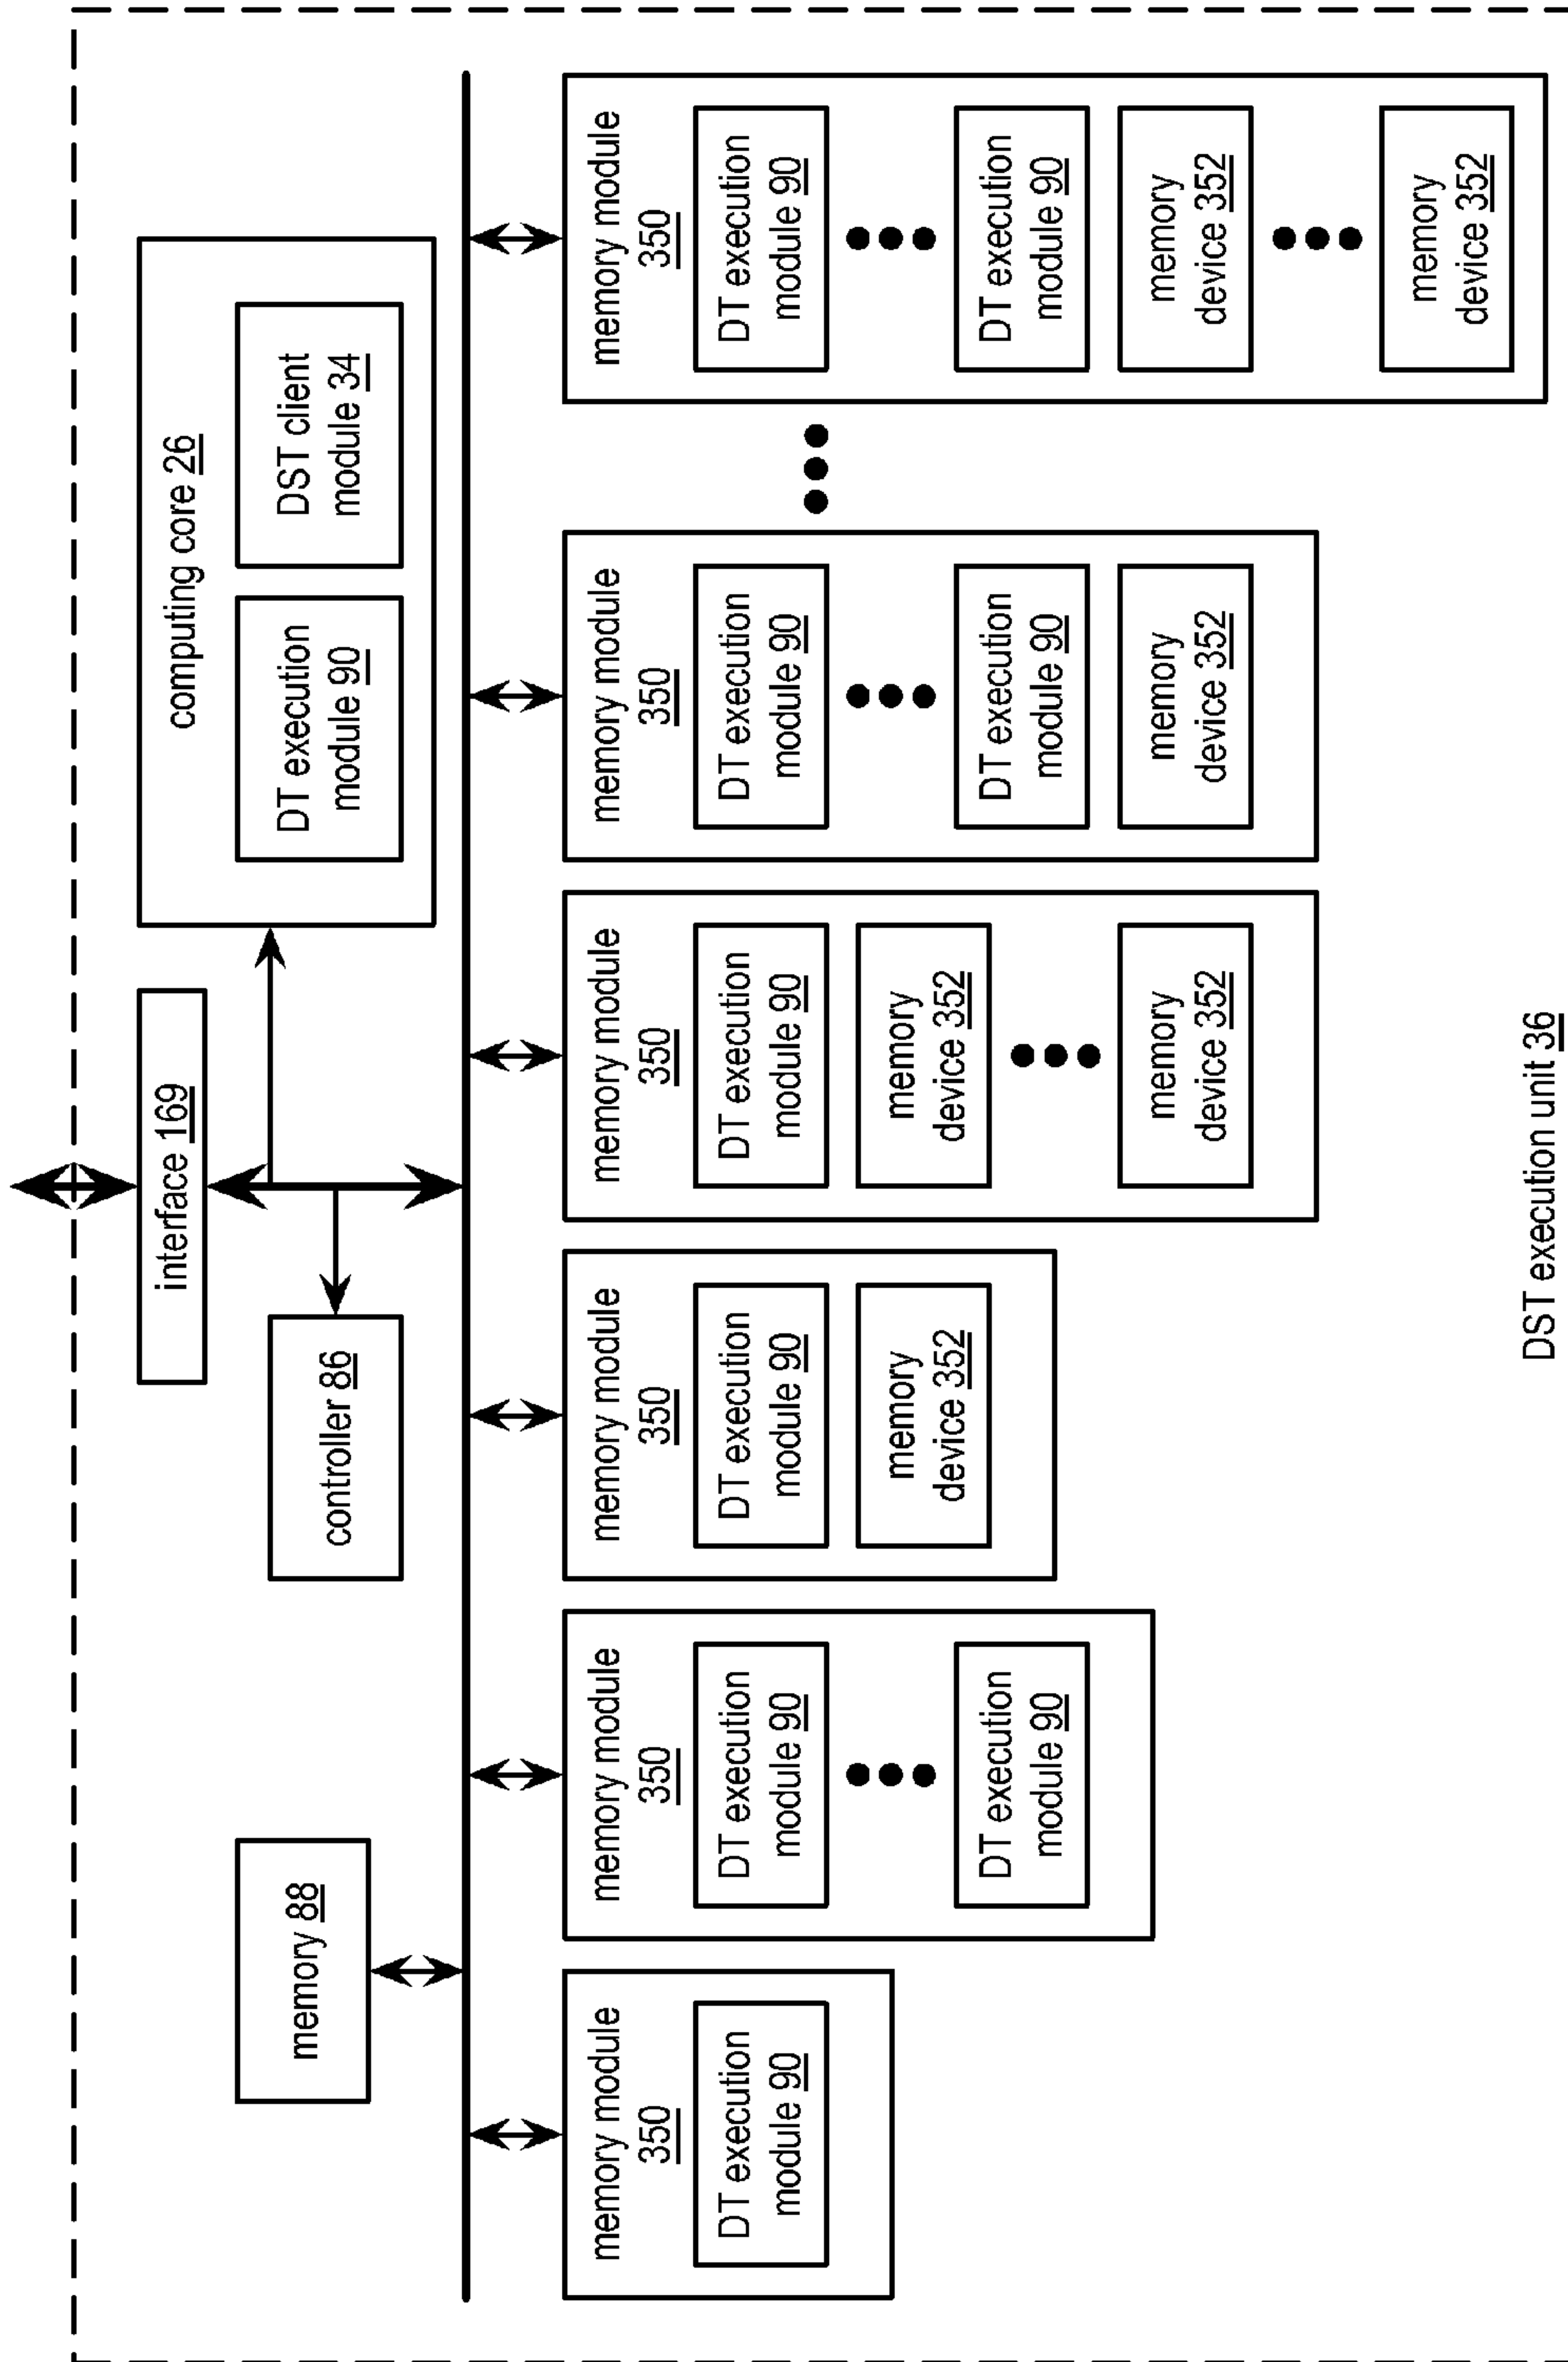 interface 169
computing core 26
DT execution
module 90
DST client
module 34
controller 86
memory 88
memory module
350
DT execution
module 90
memory module
350
DT execution
module 90
DT execution
module 90
memory module
350
DT execution
module 90
memory
device 352
memory module
350
DT execution
module 90
memory
device 352
memory
device 352
memory module
350
DT execution
module 90
DT execution
module 90
memory
device 352
memory module
350
DT execution
module 90
DT execution
module 90
memory
device 352
memory
device 352
DST execution unit 36